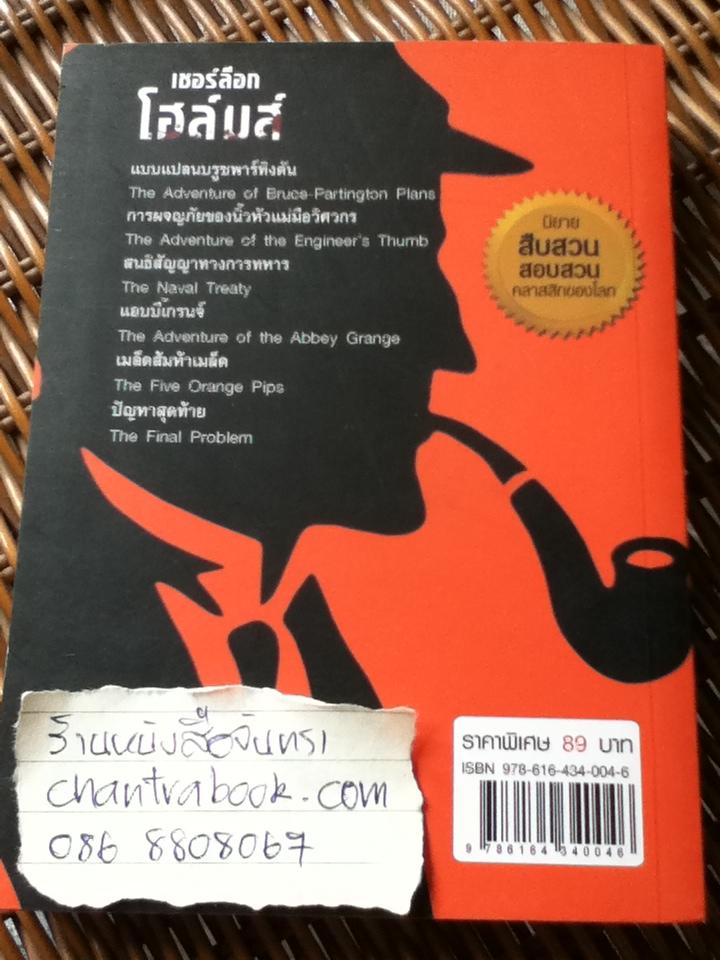 เชอร์ล็อก
โฮล์มส์
แบบแปลนบรูซพาร์ทิงตัน
The Adventure of Bruce-Partington Plans
การผจญภัยของนิ้วหัวแม่มือวิศวกร
The Adventure of the Engineer's Thumb
สนธิสัญญาทางการทหาร
The Naval Treaty
แอบบีเกรนจ์
The Adventure of the Abbey Grange
เมล็ดส้มห้าเมล็ด
The Five Orange Pips
ปัญหาสุดท้าย
The Final Problem
นิยาย
สืบสวน
สอบสวน
คลาสสิกของโลก
ร้านหนังสือจันทรา
chantrabook.com
086 8808067
ราคาพิเศษ 89 บาท
ISBN 978-616-434-004-6
9 786164 340046